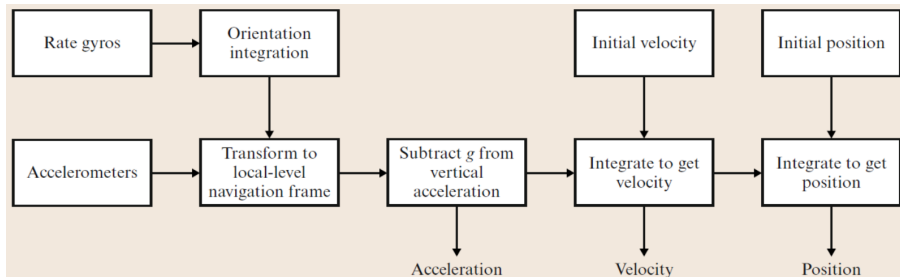 Rate gyros
Orientation
integration
Initial velocity
Initial position
Accelerometers
Transform to
local-level
navigation frame
Subtract g from
vertical
acceleration
Integrate to get
velocity
Integrate to get
position
Acceleration
Velocity
Position